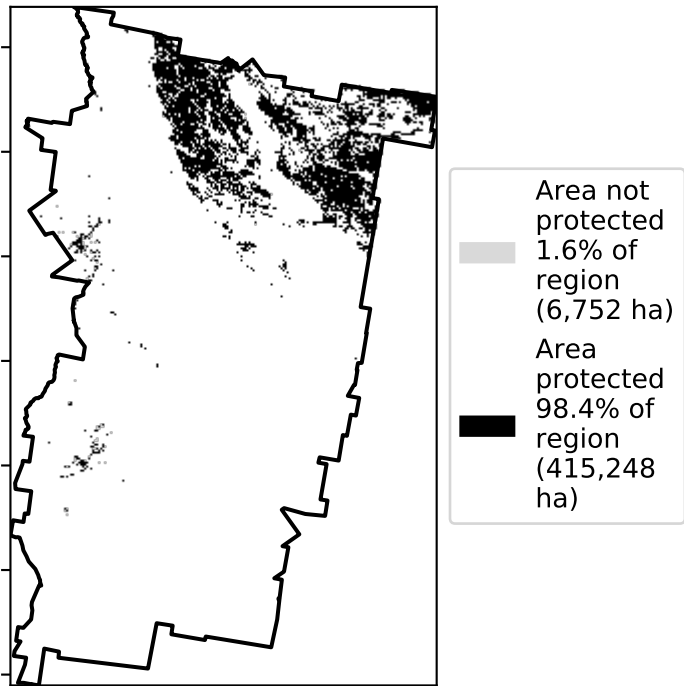 Area not
protected
1.6% of
region
(6,752 ha)
Area
protected
98.4% of
region
(415,248
ha)